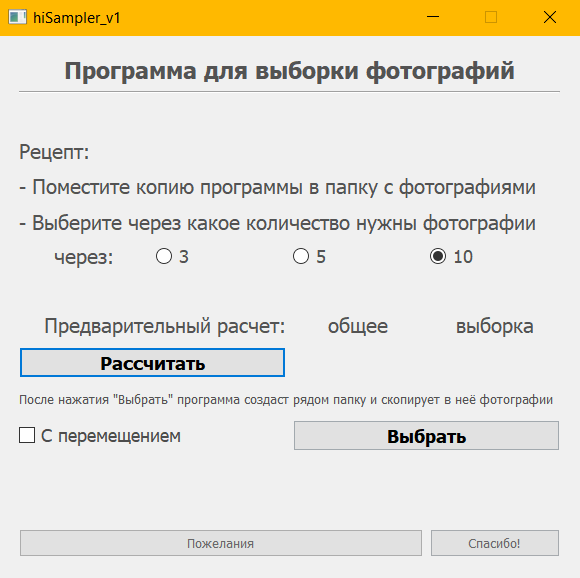 hiSampler_v1
Программа для выборки фотографий
Рецепт:
- Поместите копию программы в папку с фотографиями
- Выберите через какое количество нужны фотографии
через: 3 5 10
Предварительный расчет: общее выборка
Рассчитать
После нажатия "Выбрать" программа создаст рядом папку и скопирует в неё фотографии
С перемещением Выбрать
Пожелания Спасибо!